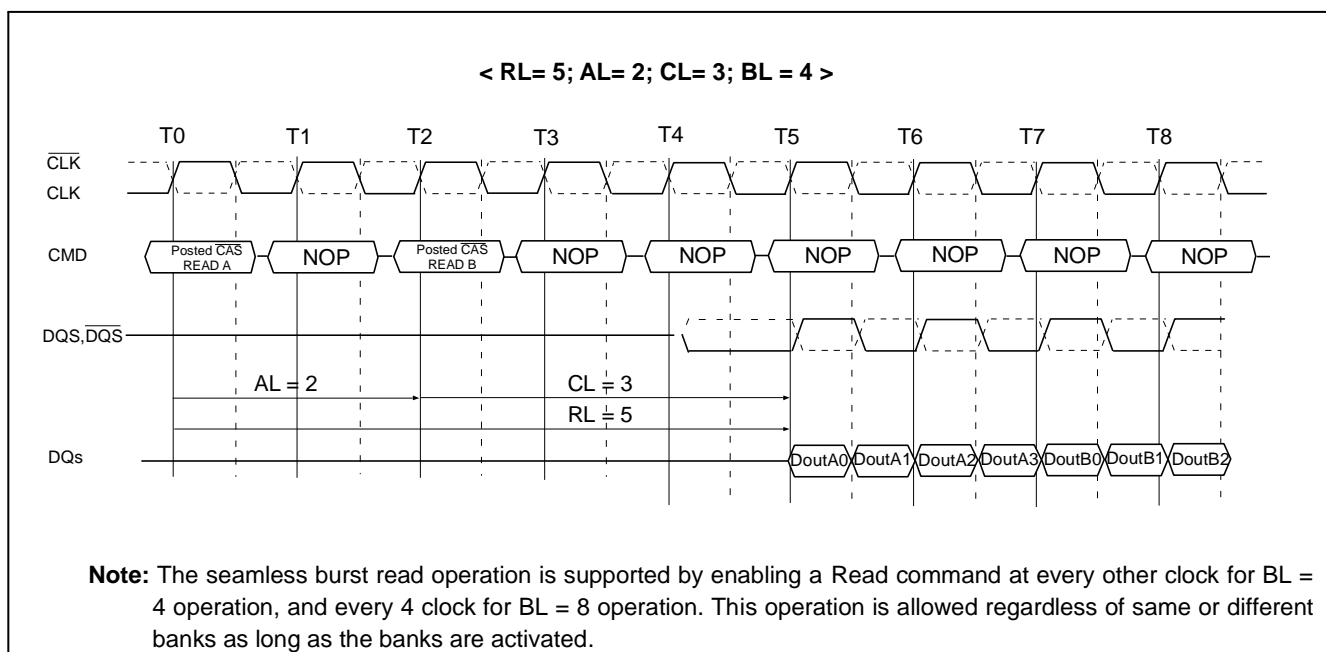 < RL= 5; AL= 2; CL= 3; BL = 4 >
T0 T1 T2 T3 T4 T5 T6 T7 T8
CLK
CLK
CMD
Posted CAS
READ A
NOP
Posted CAS
READ B
NOP NOP NOP NOP NOP NOP
DQS,DQS
AL = 2 CL = 3
RL = 5
DQs
DoutA0 DoutA1 DoutA2 DoutA3 DoutB0 DoutB1 DoutB2
Note: The seamless burst read operation is supported by enabling a Read command at every other clock for BL =
4 operation, and every 4 clock for BL = 8 operation. This operation is allowed regardless of same or different
banks as long as the banks are activated.